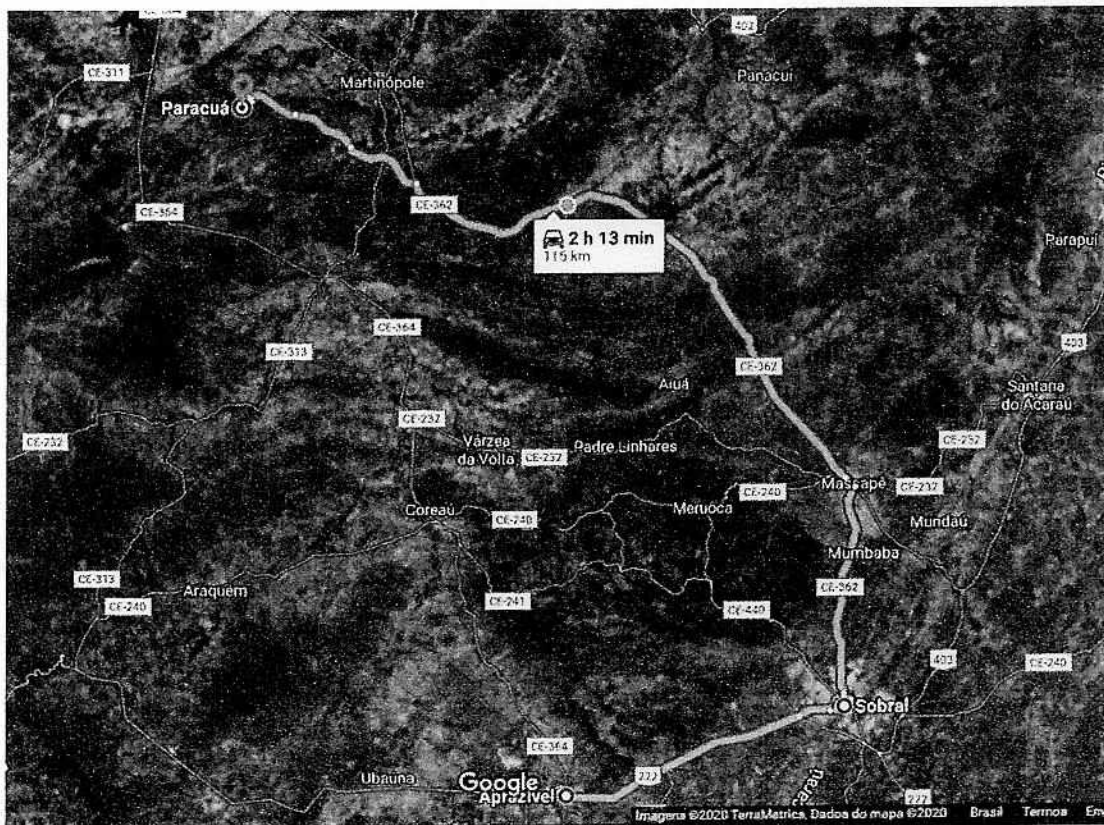 402
CE-311
Martinópole
Panacuí
Paracuá
CE-362
CE-364
2 h 13 min
115 km
Parapuí
CE-364
403
CE-313
CE-362
Aiuá
Santana
do Acaraú
CE-232
CE-232
Várzea
da Volta
CE-232
Padre Linhares
CE-232
CE-240
Massapê
CE-232
Meruoca
Coreaú
CE-240
Mundaú
Mumbaba
CE-313
Araquém
CE-362
CE-240
CE-241
CE-440
403
CE-240
Sobral
CE-364
222
Ubaúna
Google
Aprazível
222
Imagens ©2020 TerraMetrics, Dados do mapa ©2020
Brasil
Termos